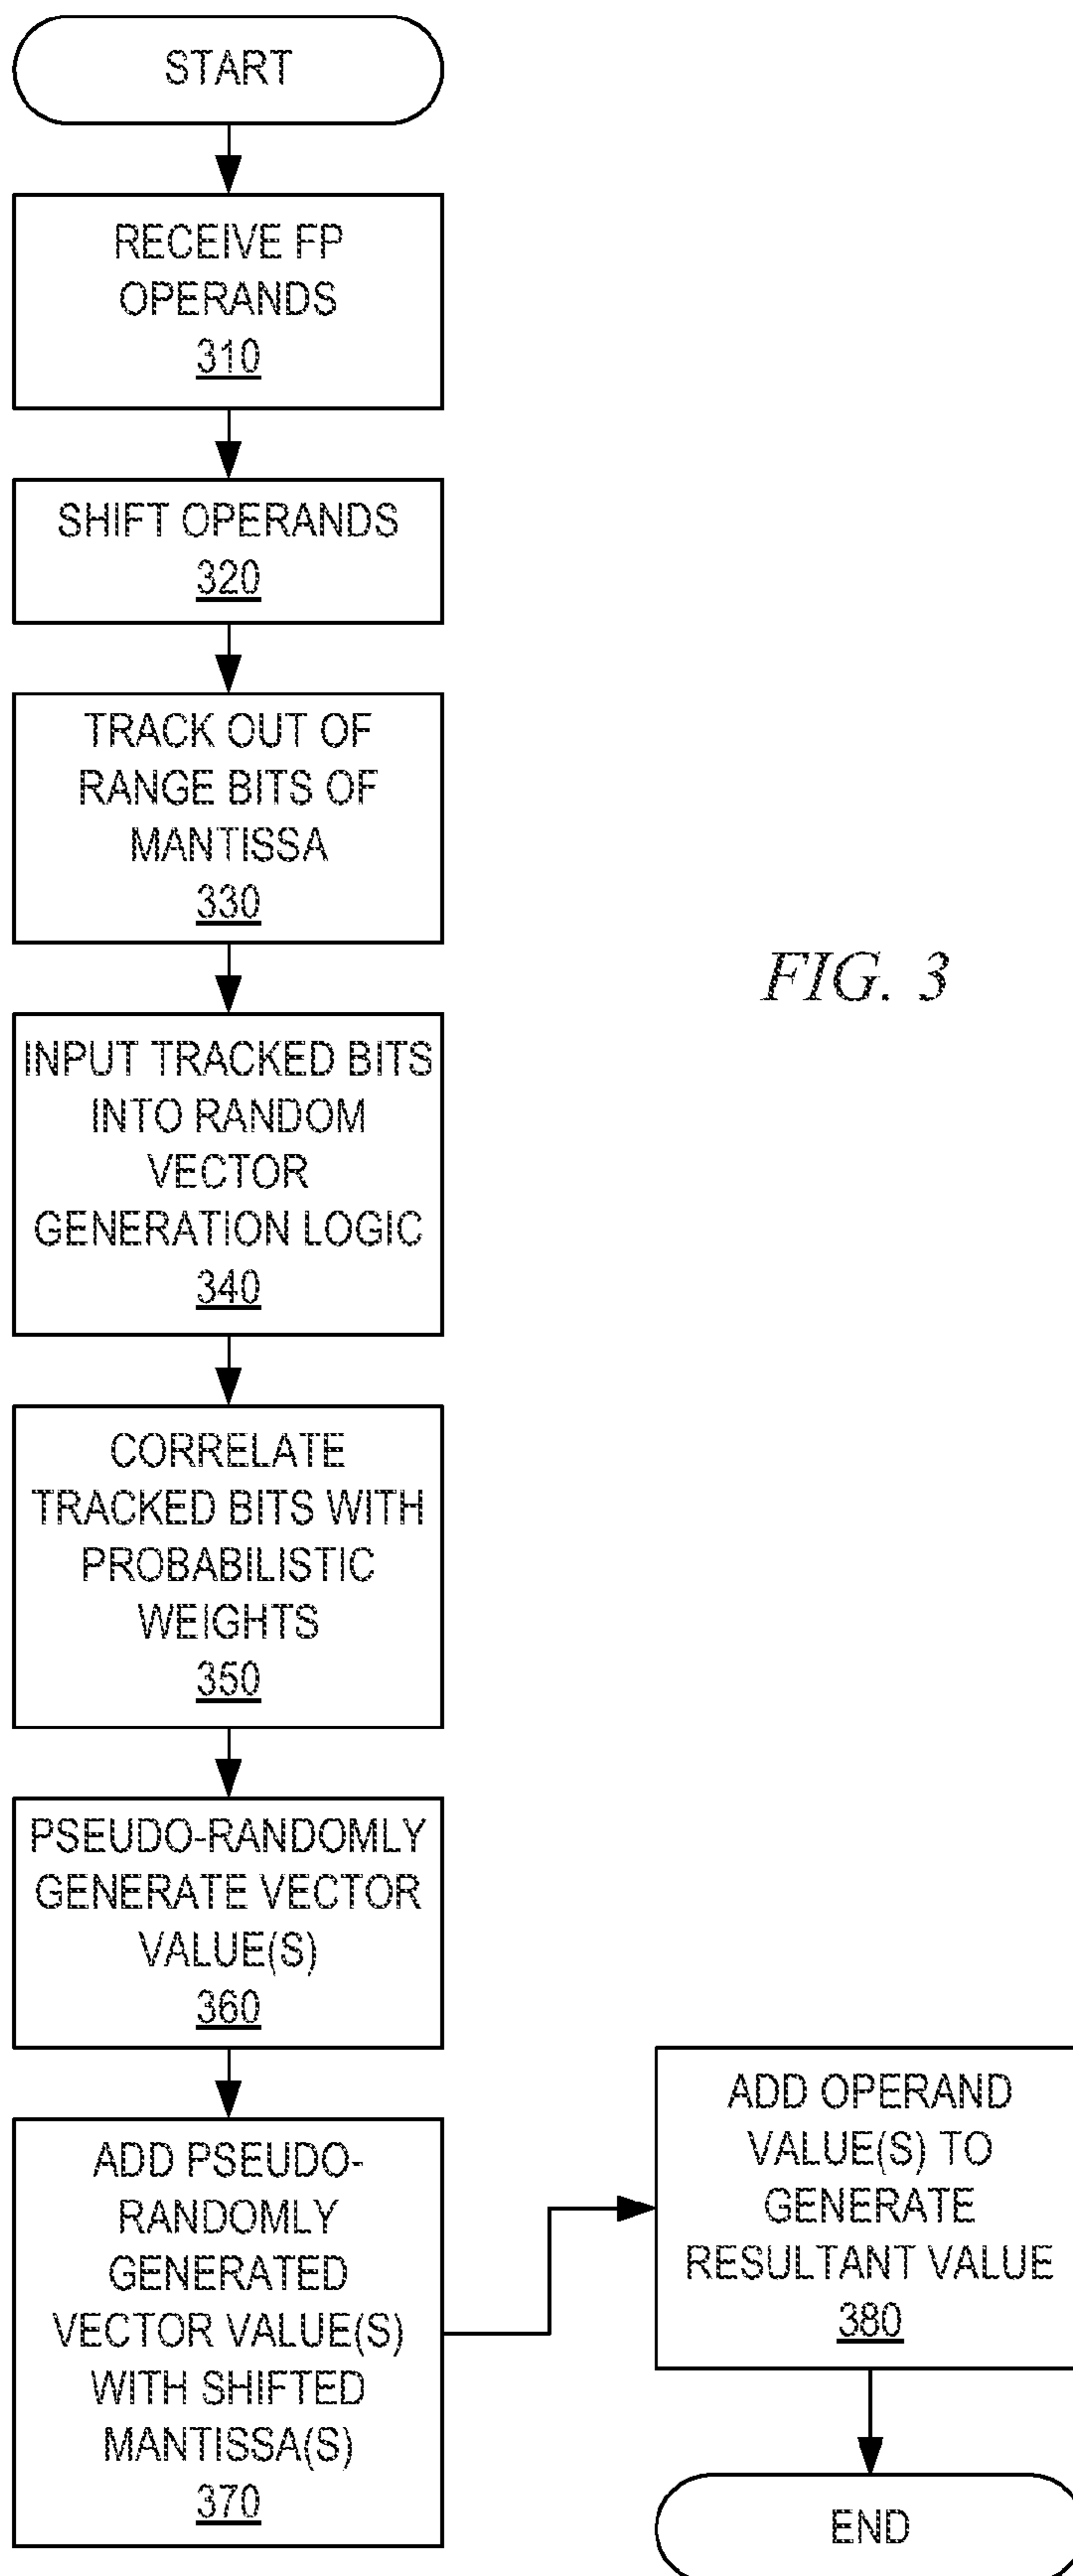 START
RECEIVE FP
OPERANDS
310
SHIFT OPERANDS
320
TRACK OUT OF
RANGE BITS OF
MANTISSA
330
INPUT TRACKED BITS
INTO RANDOM
VECTOR
GENERATION LOGIC
340
CORRELATE
TRACKED BITS WITH
PROBABILISTIC
WEIGHTS
350
PSEUDO-RANDOMLY
GENERATE VECTOR
VALUE(S)
360
ADD PSEUDO-
RANDOMLY
GENERATED
VECTOR VALUE(S)
WITH SHIFTED
MANTISSA(S)
370
ADD OPERAND
VALUE(S) TO
GENERATE
RESULTANT VALUE
380
END
FIG. 3